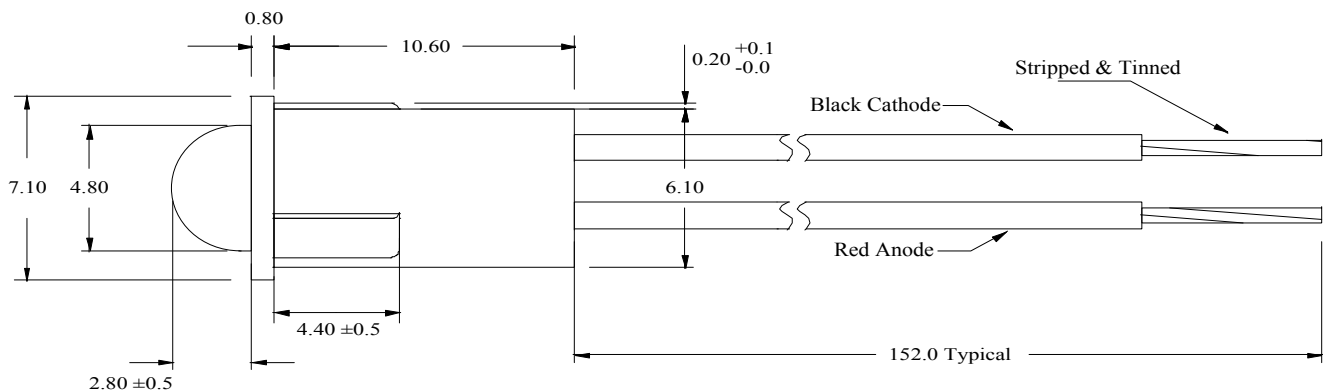 0.80
10.60
0.20 +0.1
-0.0
Stripped & Tinned
Black Cathode
7.10
4.80
6.10
Red Anode
4.40 ±0.5
152.0 Typical
2.80 ±0.5